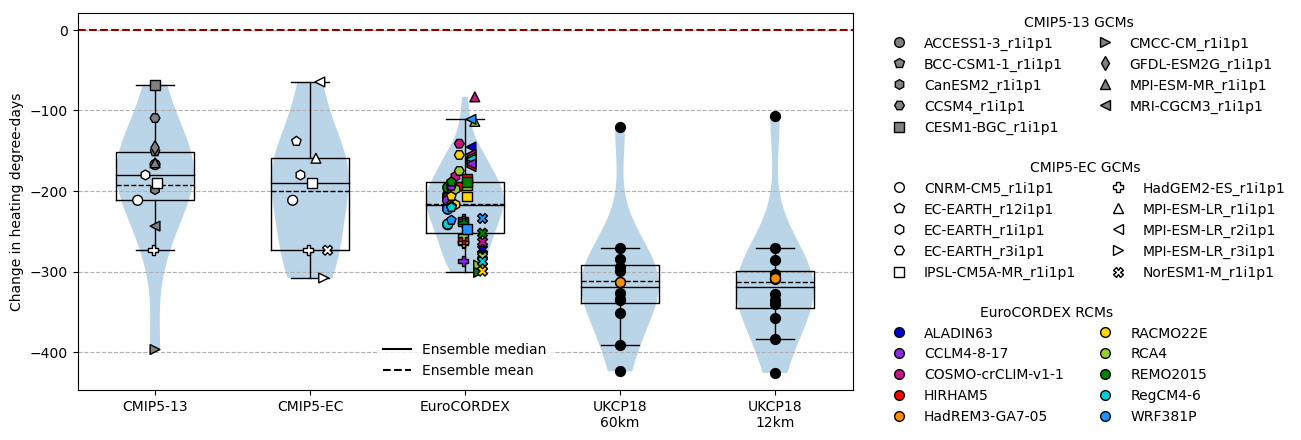 Change in heating degree-days
0
−100
−200
−300
−400
Ensemble median
Ensemble mean
CMIP5-13
CMIP5-EC
EuroCORDEX
UKCP18
60km
UKCP18
12km
CMIP5-13 GCMs
ACCESS1-3_r1i1p1
BCC-CSM1-1_r1i1p1
CanESM2_r1i1p1
CCSM4_r1i1p1
CESM1-BGC_r1i1p1
CMCC-CM_r1i1p1
GFDL-ESM2G_r1i1p1
MPI-ESM-MR_r1i1p1
MRI-CGCM3_r1i1p1
CMIP5-EC GCMs
CNRM-CM5_r1i1p1
EC-EARTH_r12i1p1
EC-EARTH_r1i1p1
EC-EARTH_r3i1p1
IPSL-CM5A-MR_r1i1p1
HadGEM2-ES_r1i1p1
MPI-ESM-LR_r1i1p1
MPI-ESM-LR_r2i1p1
MPI-ESM-LR_r3i1p1
NorESM1-M_r1i1p1
EuroCORDEX RCMs
ALADIN63
CCLM4-8-17
COSMO-crCLIM-v1-1
HIRHAM5
HadREM3-GA7-05
RACMO22E
RCA4
REMO2015
RegCM4-6
WRF381P